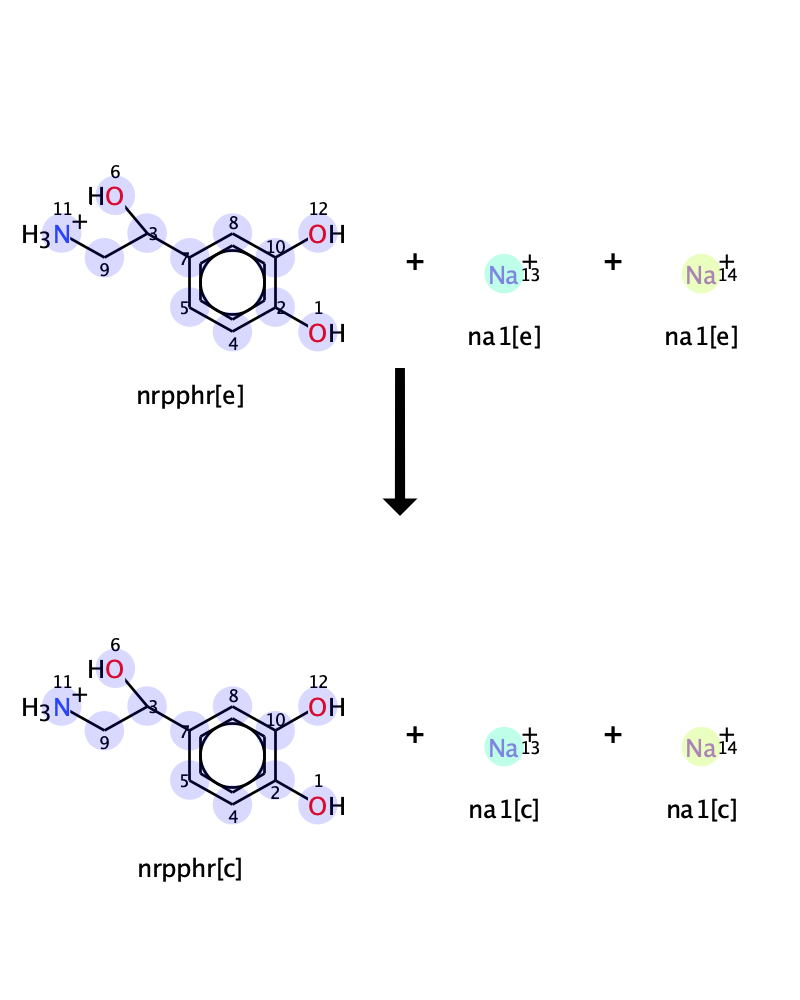 6
HO
11 12
H3N+ 3 8 OH
9 7 10 + Na+13 + Na+14
5 2 1
4 OH
na1[e] na1[e]
nrpphr[e]
6
HO
11 12
H3N+ 3 8 OH
9 7 10 + Na+13 + Na+14
5 2 1
4 OH
na1[c] na1[c]
nrpphr[c]